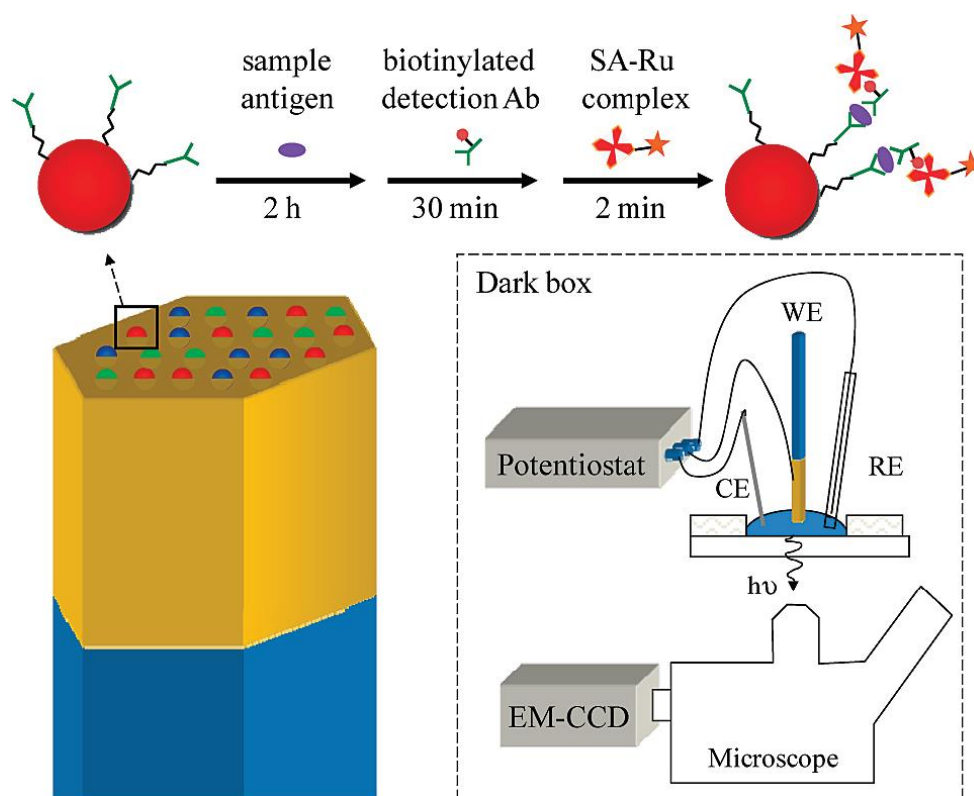 sample
antigen
2 h
biotinylated
detection Ab
30 min
SA-Ru
complex
2 min
Dark box
WE
Potentiostat
CE
RE
hυ
EM-CCD
Microscope